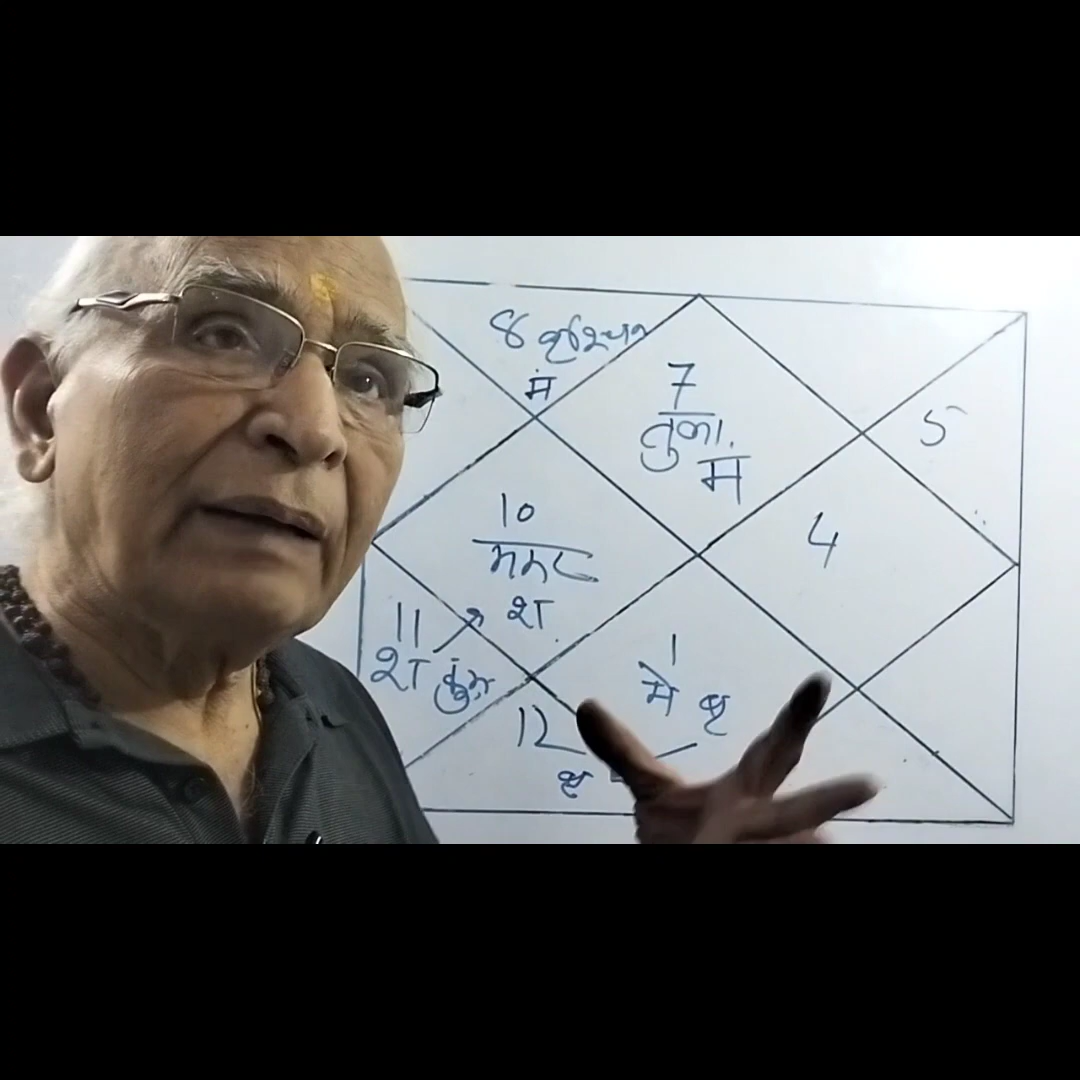 8 वृश्चिक
मं
7
तुला.
मं
5
10
मकर
श
4
11
श कुंभ
1
मे बृ
12
बृ